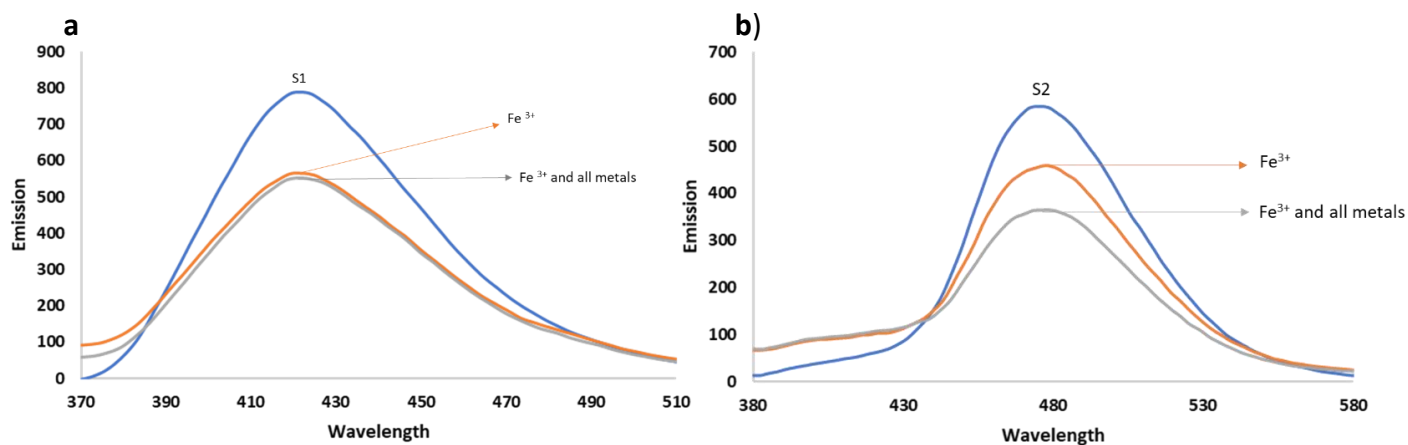 a
900
800
700
600
500
400
300
200
100
0
Emission
S1
Fe ³⁺
Fe ³⁺ and all metals
370 390 410 430 450 470 490 510
Wavelength
b)
700
600
500
400
300
200
100
0
Emission
S2
Fe³⁺
Fe³⁺ and all metals
380 430 480 530 580
Wavelength